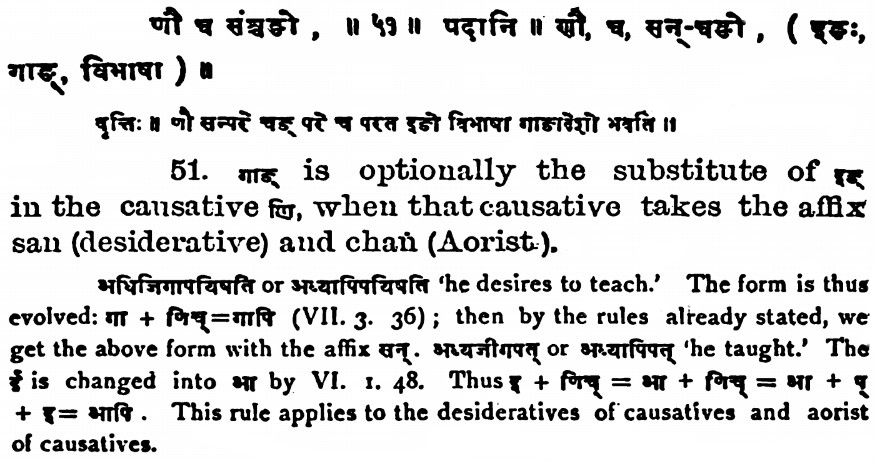 णौ च संश्चङो, ॥ ५१ ॥ पदानि ॥ णौ, च, सन्-चङो, ( इङः,
गाङ्, विभाषा ) ॥
वृत्तिः ॥ णौ सन्परे चङ् परे च परत इङो विभाषा गाङादेशो भवति ॥
51. गाङ् is optionally the substitute of इङ्
in the causative णि, when that causative takes the affix
san (desiderative) and chań (Aorist).
अधिजिगापयिषति or अध्यापिपयिषति 'he desires to teach.' The form is thus
evolved: गा + णिच्=गापि (VII. 3. 36); then by the rules already stated, we
get the above form with the affix सन्. अध्यजीगपत् or अध्यापिपत् 'he taught.' The
ई is changed into आ by VI. 1. 48. Thus इ + णिच् = आ + णिच् = आ + प्
+ इ= आपि. This rule applies to the desideratives of causatives and aorist
of causatives.